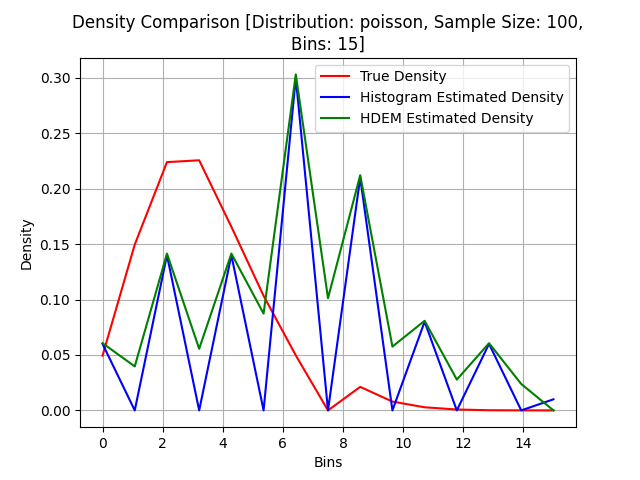 Density Comparison [Distribution: poisson, Sample Size: 100,
Bins: 15]
True Density
Histogram Estimated Density
HDEM Estimated Density
Density
0.30
0.25
0.20
0.15
0.10
0.05
0.00
0 2 4 6 8 10 12 14
Bins